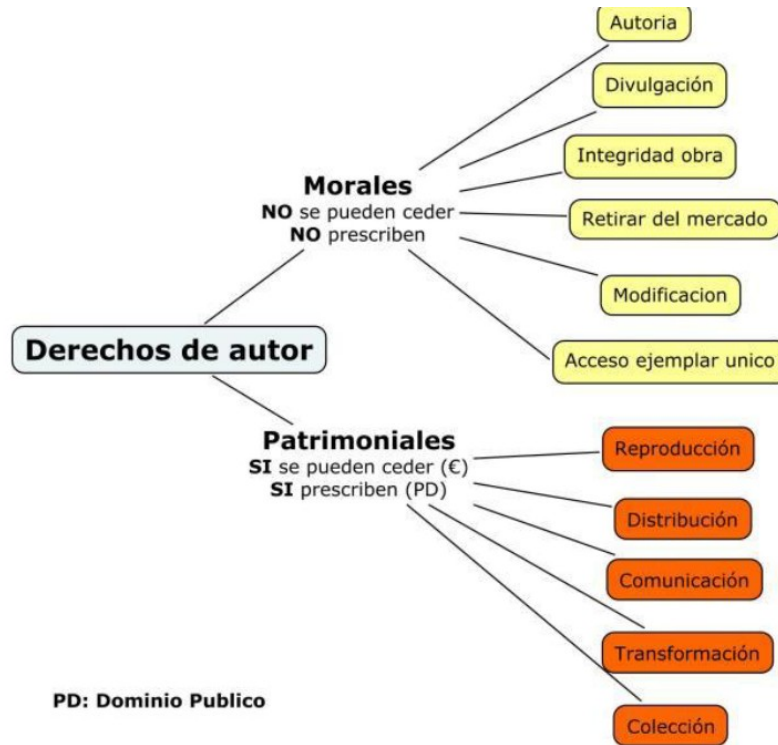 Autoria
Divulgación
Integridad obra
Morales
NO se pueden ceder
NO prescriben
Retirar del mercado
Modificacion
Derechos de autor
Acceso ejemplar unico
Patrimoniales
SI se pueden ceder (€)
SI prescriben (PD)
Reproducción
Distribución
Comunicación
Transformación
Colección
PD: Dominio Publico